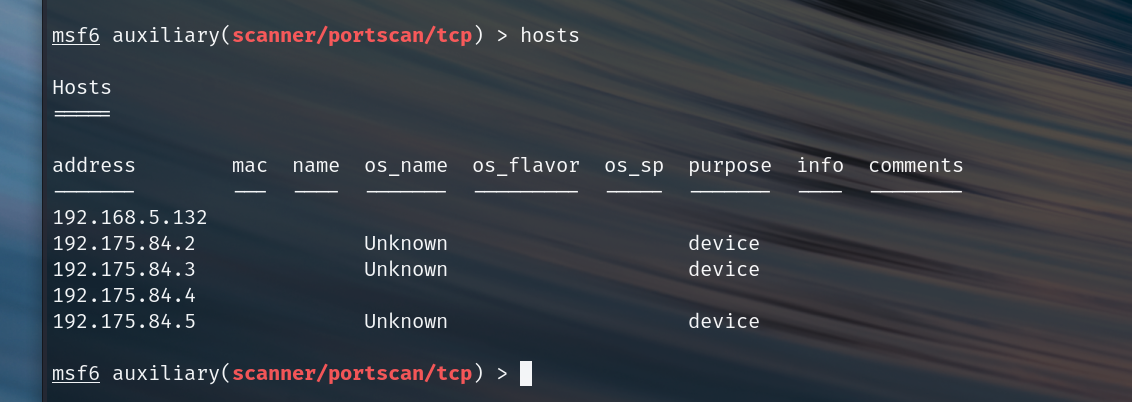 msf6 auxiliary(scanner/portscan/tcp) > hosts
Hosts
=====
address mac name os_name os_flavor os_sp purpose info comments
------- --- ---- ------- --------- ----- ------- ---- --------
192.168.5.132
192.175.84.2 Unknown device
192.175.84.3 Unknown device
192.175.84.4
192.175.84.5 Unknown device
msf6 auxiliary(scanner/portscan/tcp) >